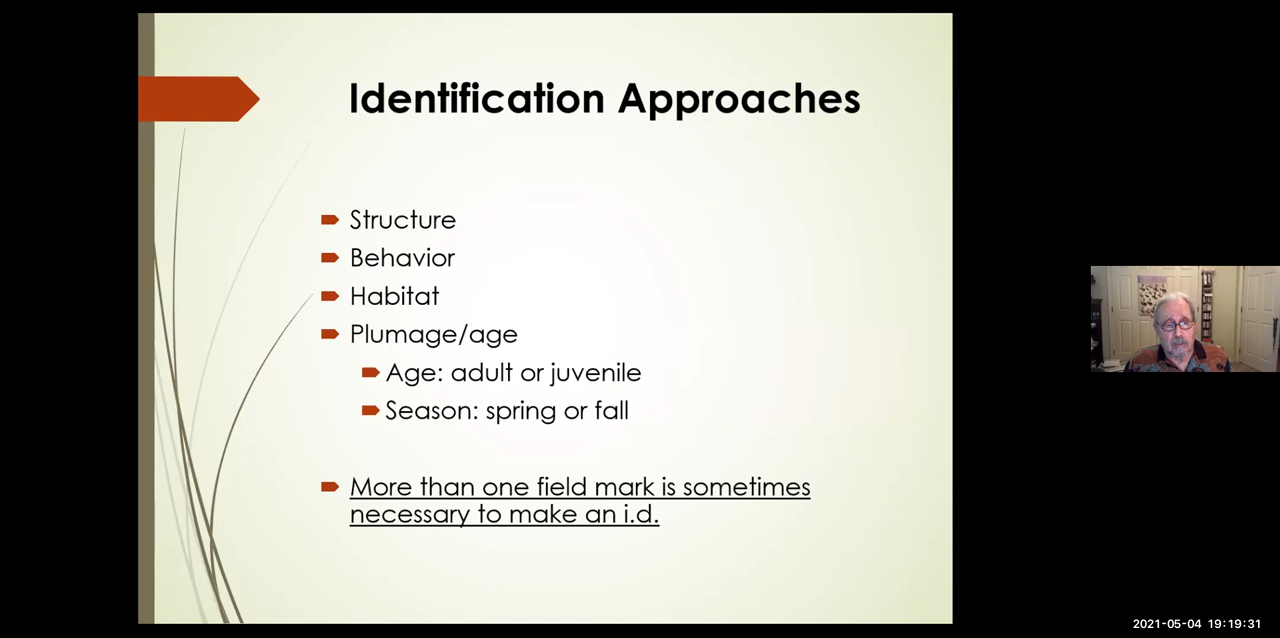 Identification Approaches
Structure
Behavior
Habitat
Plumage/age
Age: adult or juvenile
Season: spring or fall
More than one field mark is sometimes
necessary to make an i.d.
2021-05-04 19:19:31